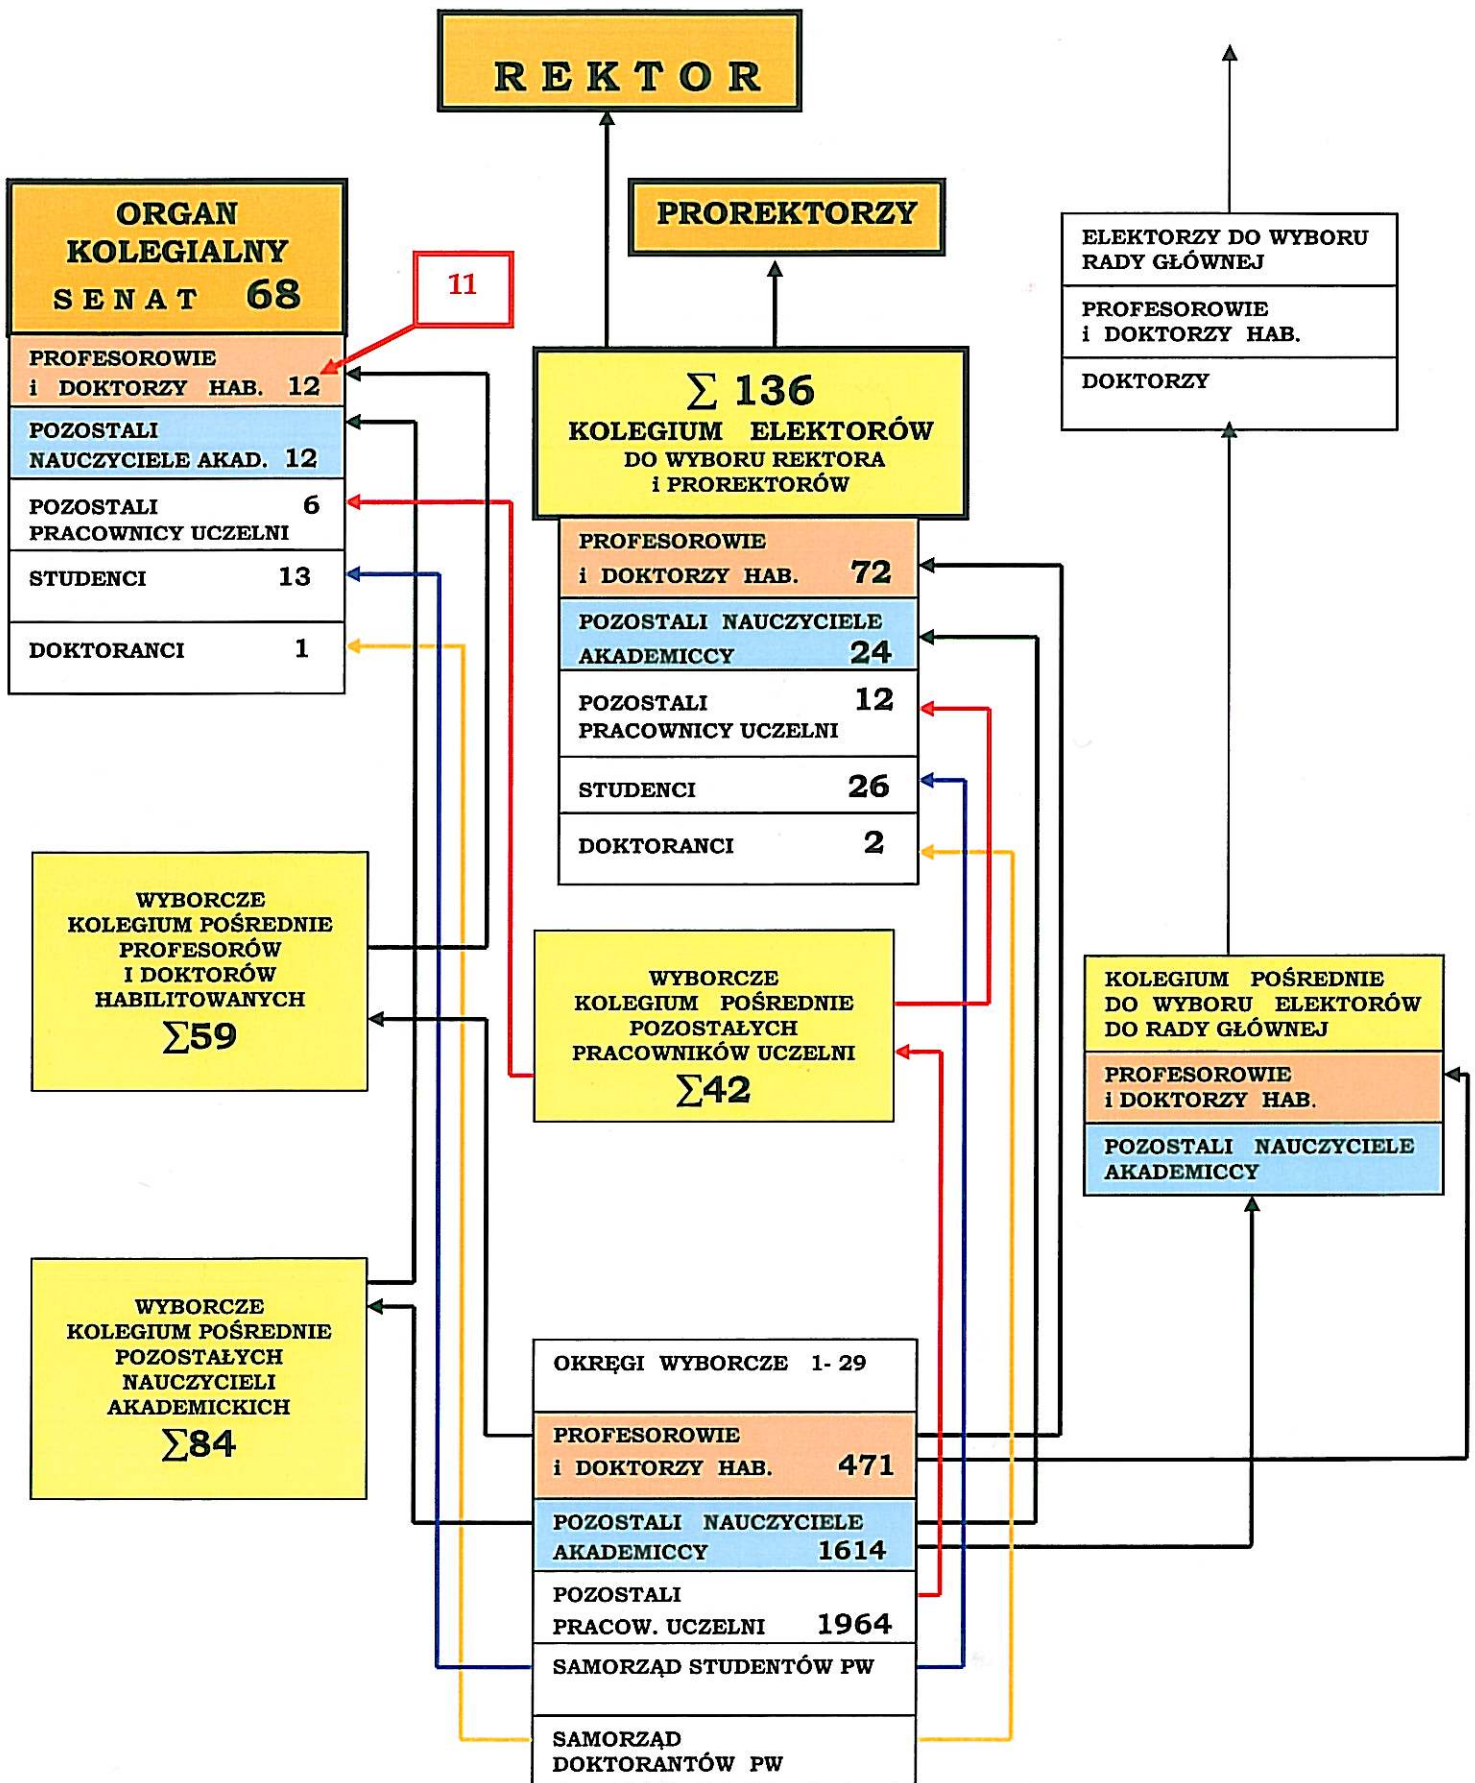 R E K T O R
ORGAN
KOLEGIALNY
S E N A T 68
11
PROFESOROWIE
i DOKTORZY HAB. 12
POZOSTALI
NAUCZYCIELE AKAD. 12
POZOSTALI 6
PRACOWNICY UCZELNI
STUDENCI 13
DOKTORANCI 1
PROREKTORZY
∑ 136
KOLEGIUM ELEKTORÓW
DO WYBORU REKTORA
i PROREKTORÓW
PROFESOROWIE
i DOKTORZY HAB. 72
POZOSTALI NAUCZYCIELE
AKADEMICCY 24
POZOSTALI 12
PRACOWNICY UCZELNI
STUDENCI 26
DOKTORANCI 2
ELEKTORZY DO WYBORU
RADY GŁÓWNEJ
PROFESOROWIE
i DOKTORZY HAB.
DOKTORZY
WYBORCZE
KOLEGIUM POŚREDNIE
PROFESORÓW
I DOKTORÓW
HABILITOWANYCH
∑59
WYBORCZE
KOLEGIUM POŚREDNIE
POZOSTAŁYCH
PRACOWNIKÓW UCZELNI
∑42
KOLEGIUM POŚREDNIE
DO WYBORU ELEKTORÓW
DO RADY GŁÓWNEJ
PROFESOROWIE
i DOKTORZY HAB.
POZOSTALI NAUCZYCIELE
AKADEMICCY
WYBORCZE
KOLEGIUM POŚREDNIE
POZOSTAŁYCH
NAUCZYCIELI
AKADEMICKICH
∑84
OKRĘGI WYBORCZE 1- 29
PROFESOROWIE
i DOKTORZY HAB. 471
POZOSTALI NAUCZYCIELE
AKADEMICCY 1614
POZOSTALI
PRACOW. UCZELNI 1964
SAMORZĄD STUDENTÓW PW
SAMORZĄD
DOKTORANTÓW PW